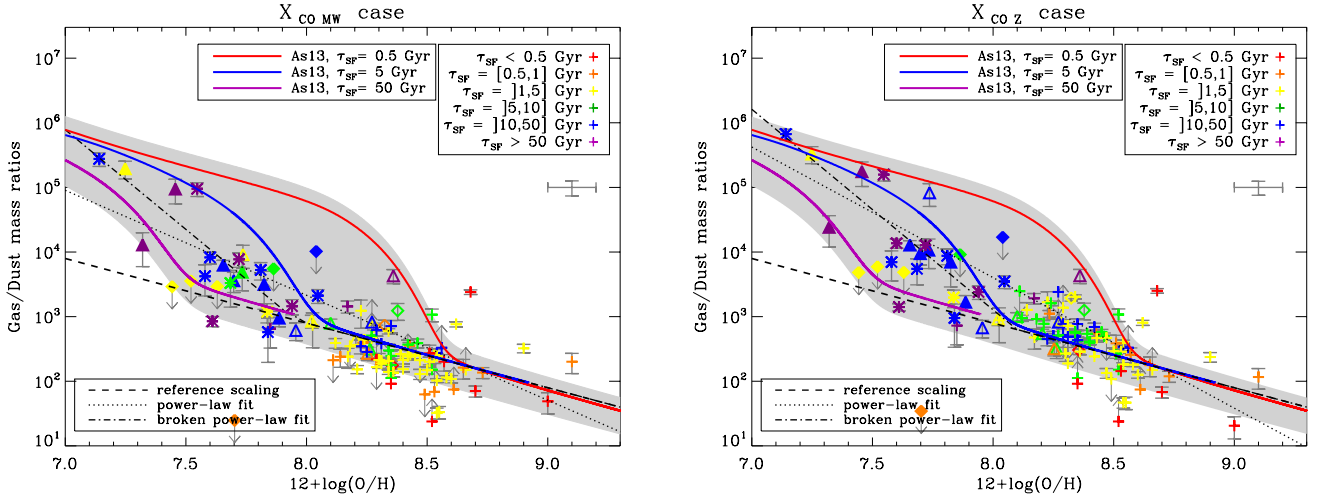 X CO MW case
10^7
10^6
10^5
10^4
10^3
10^2
10^1
Gas/Dust mass ratios
As13, τSF= 0.5 Gyr
As13, τSF= 5 Gyr
As13, τSF= 50 Gyr
τSF < 0.5 Gyr
τSF = [0.5,1] Gyr
τSF = ]1,5] Gyr
τSF = ]5,10] Gyr
τSF = ]10,50] Gyr
τSF > 50 Gyr
reference scaling
power-law fit
broken power-law fit
7.0 7.5 8.0 8.5 9.0
12+log(O/H)
X CO Z case
10^7
10^6
10^5
10^4
10^3
10^2
10^1
Gas/Dust mass ratios
As13, τSF= 0.5 Gyr
As13, τSF= 5 Gyr
As13, τSF= 50 Gyr
τSF < 0.5 Gyr
τSF = [0.5,1] Gyr
τSF = ]1,5] Gyr
τSF = ]5,10] Gyr
τSF = ]10,50] Gyr
τSF > 50 Gyr
reference scaling
power-law fit
broken power-law fit
7.0 7.5 8.0 8.5 9.0
12+log(O/H)